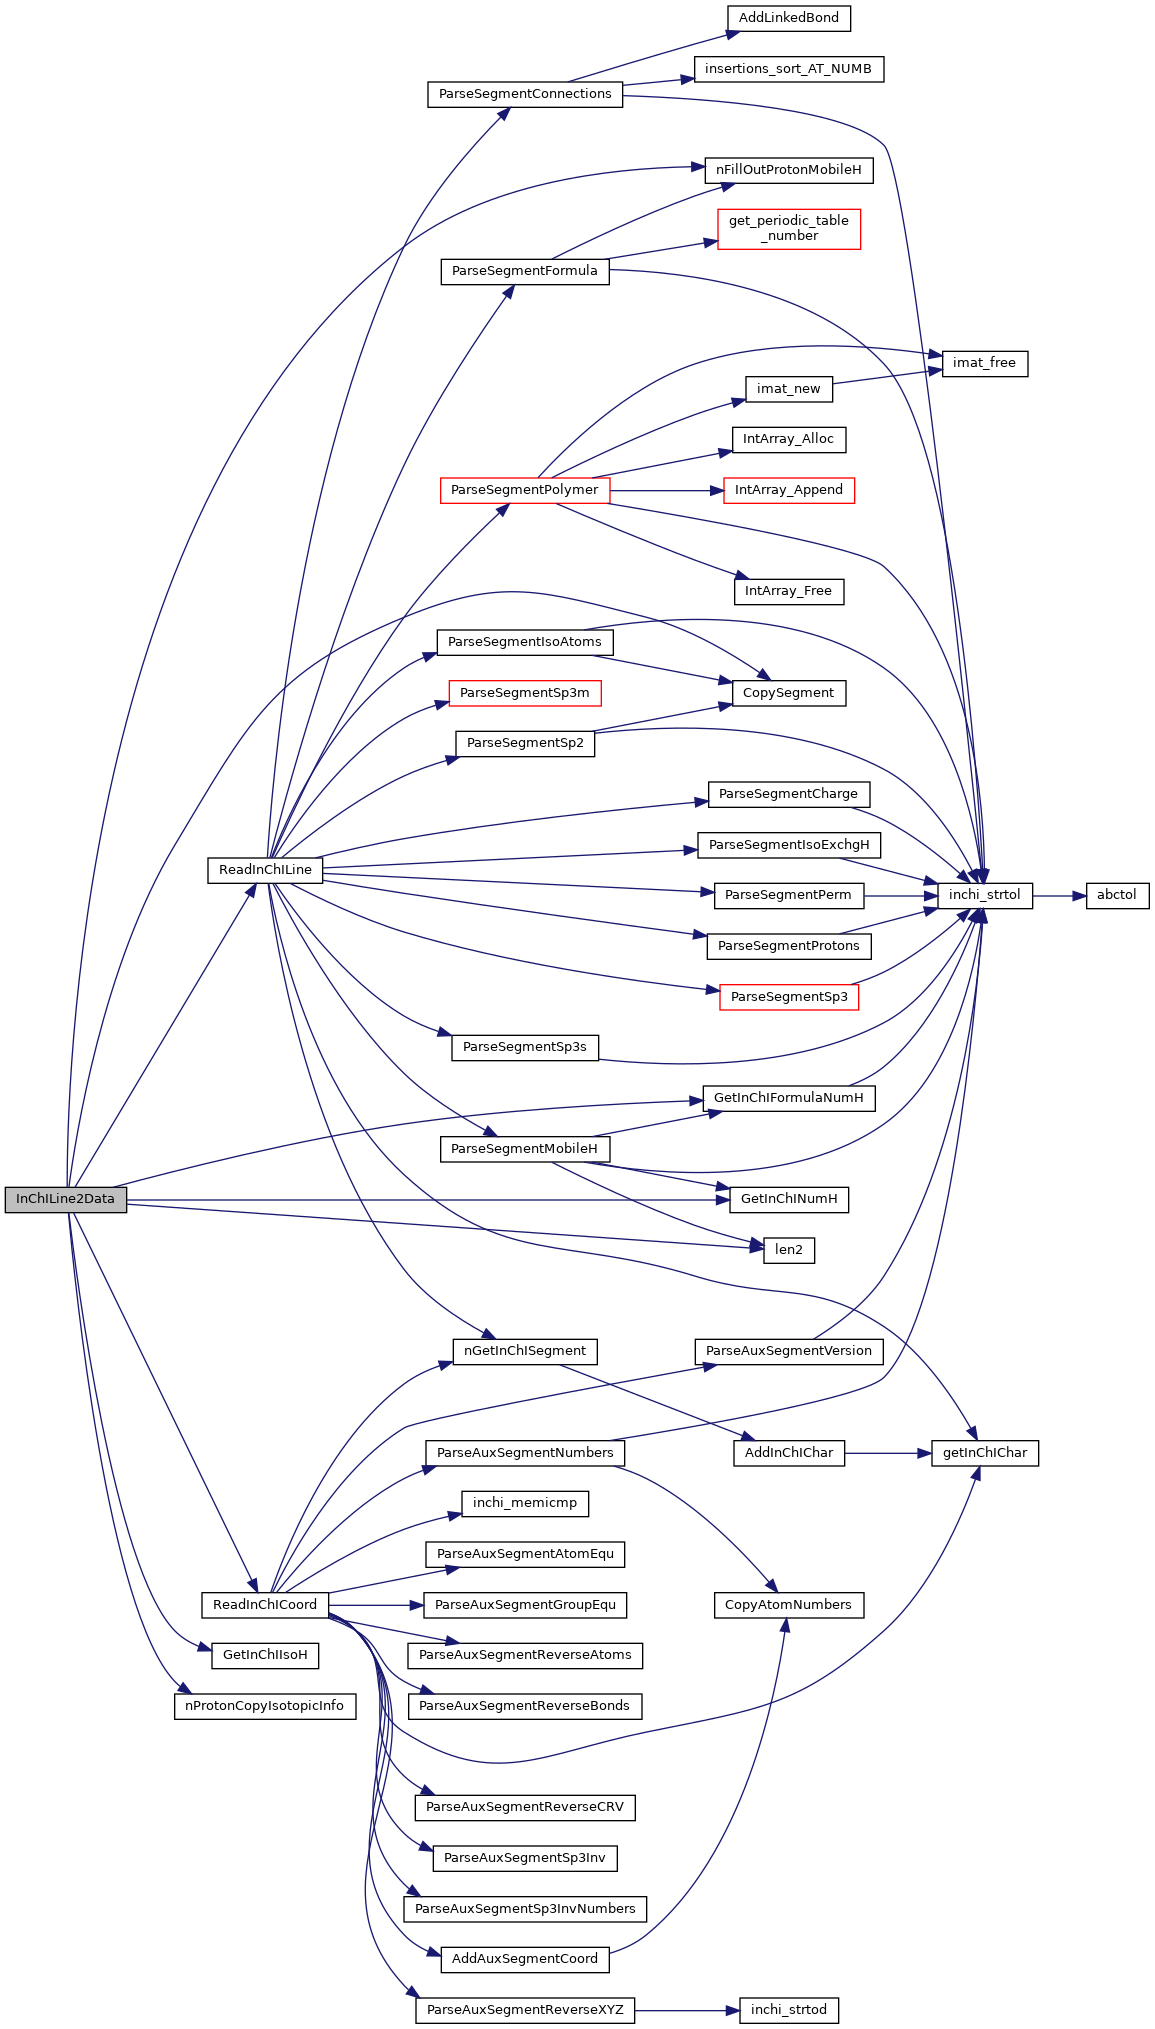 AddLinkedBond
insertions_sort_AT_NUMB
ParseSegmentConnections
nFillOutProtonMobileH
get_periodic_table
_number
ParseSegmentFormula
imat_free
imat_new
IntArray_Alloc
ParseSegmentPolymer
IntArray_Append
IntArray_Free
ParseSegmentIsoAtoms
ParseSegmentSp3m
CopySegment
ParseSegmentSp2
ParseSegmentCharge
ParseSegmentIsoExchgH
ReadInChILine
ParseSegmentPerm
inchi_strtol
abctol
ParseSegmentProtons
ParseSegmentSp3
ParseSegmentSp3s
GetInChIFormulaNumH
ParseSegmentMobileH
InChILine2Data
GetInChINumH
len2
nGetInChISegment
ParseAuxSegmentVersion
ParseAuxSegmentNumbers
AddInChIChar
getInChIChar
inchi_memicmp
ParseAuxSegmentAtomEqu
ReadInChICoord
ParseAuxSegmentGroupEqu
CopyAtomNumbers
GetInChIIsoH
ParseAuxSegmentReverseAtoms
nProtonCopyIsotopicInfo
ParseAuxSegmentReverseBonds
ParseAuxSegmentReverseCRV
ParseAuxSegmentSp3Inv
ParseAuxSegmentSp3InvNumbers
AddAuxSegmentCoord
ParseAuxSegmentReverseXYZ
inchi_strtod